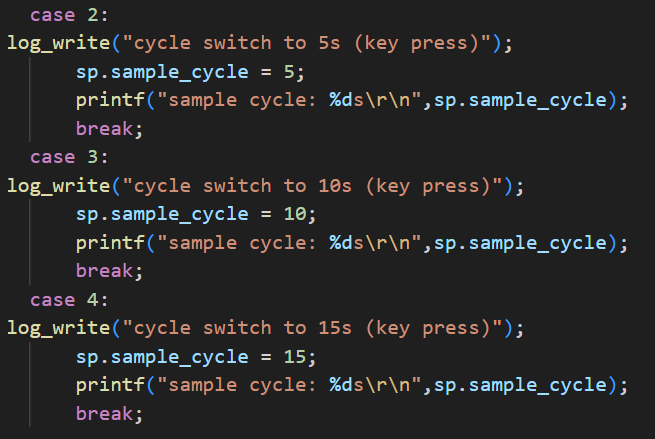 case 2:
log_write("cycle switch to 5s (key press)");
sp.sample_cycle = 5;
printf("sample cycle: %ds\r\n",sp.sample_cycle);
break;
case 3:
log_write("cycle switch to 10s (key press)");
sp.sample_cycle = 10;
printf("sample cycle: %ds\r\n",sp.sample_cycle);
break;
case 4:
log_write("cycle switch to 15s (key press)");
sp.sample_cycle = 15;
printf("sample cycle: %ds\r\n",sp.sample_cycle);
break;